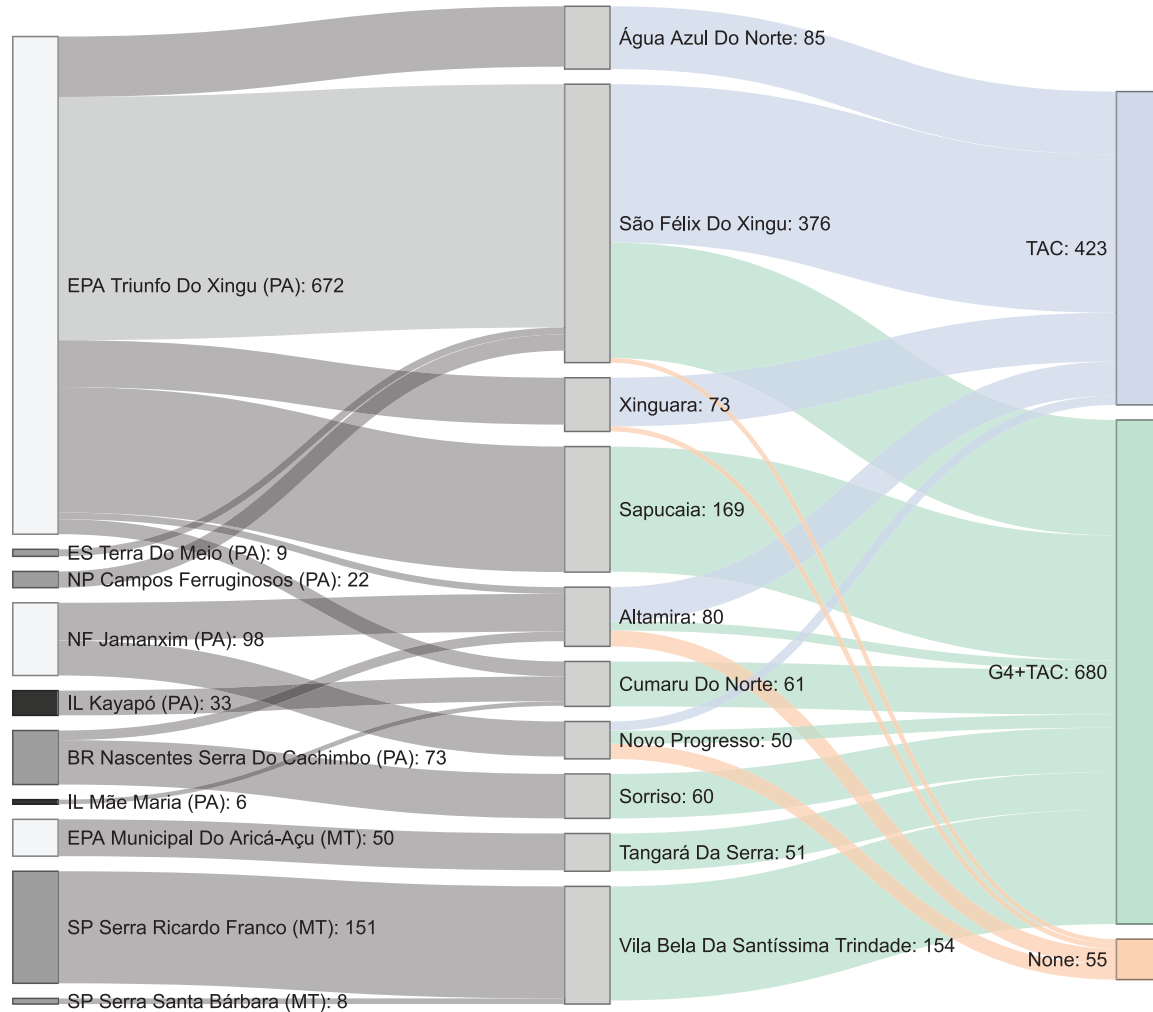 EPA Triunfo Do Xingu (PA): 672
ES Terra Do Meio (PA): 9
NP Campos Ferruginosos (PA): 22
NF Jamanxim (PA): 98
IL Kayapó (PA): 33
BR Nascentes Serra Do Cachimbo (PA): 73
IL Mãe Maria (PA): 6
EPA Municipal Do Aricá-Açu (MT): 50
SP Serra Ricardo Franco (MT): 151
SP Serra Santa Bárbara (MT): 8
Água Azul Do Norte: 85
São Félix Do Xingu: 376
Xinguara: 73
Sapucaia: 169
Altamira: 80
Cumaru Do Norte: 61
Novo Progresso: 50
Sorriso: 60
Tangará Da Serra: 51
Vila Bela Da Santíssima Trindade: 154
TAC: 423
G4+TAC: 680
None: 55